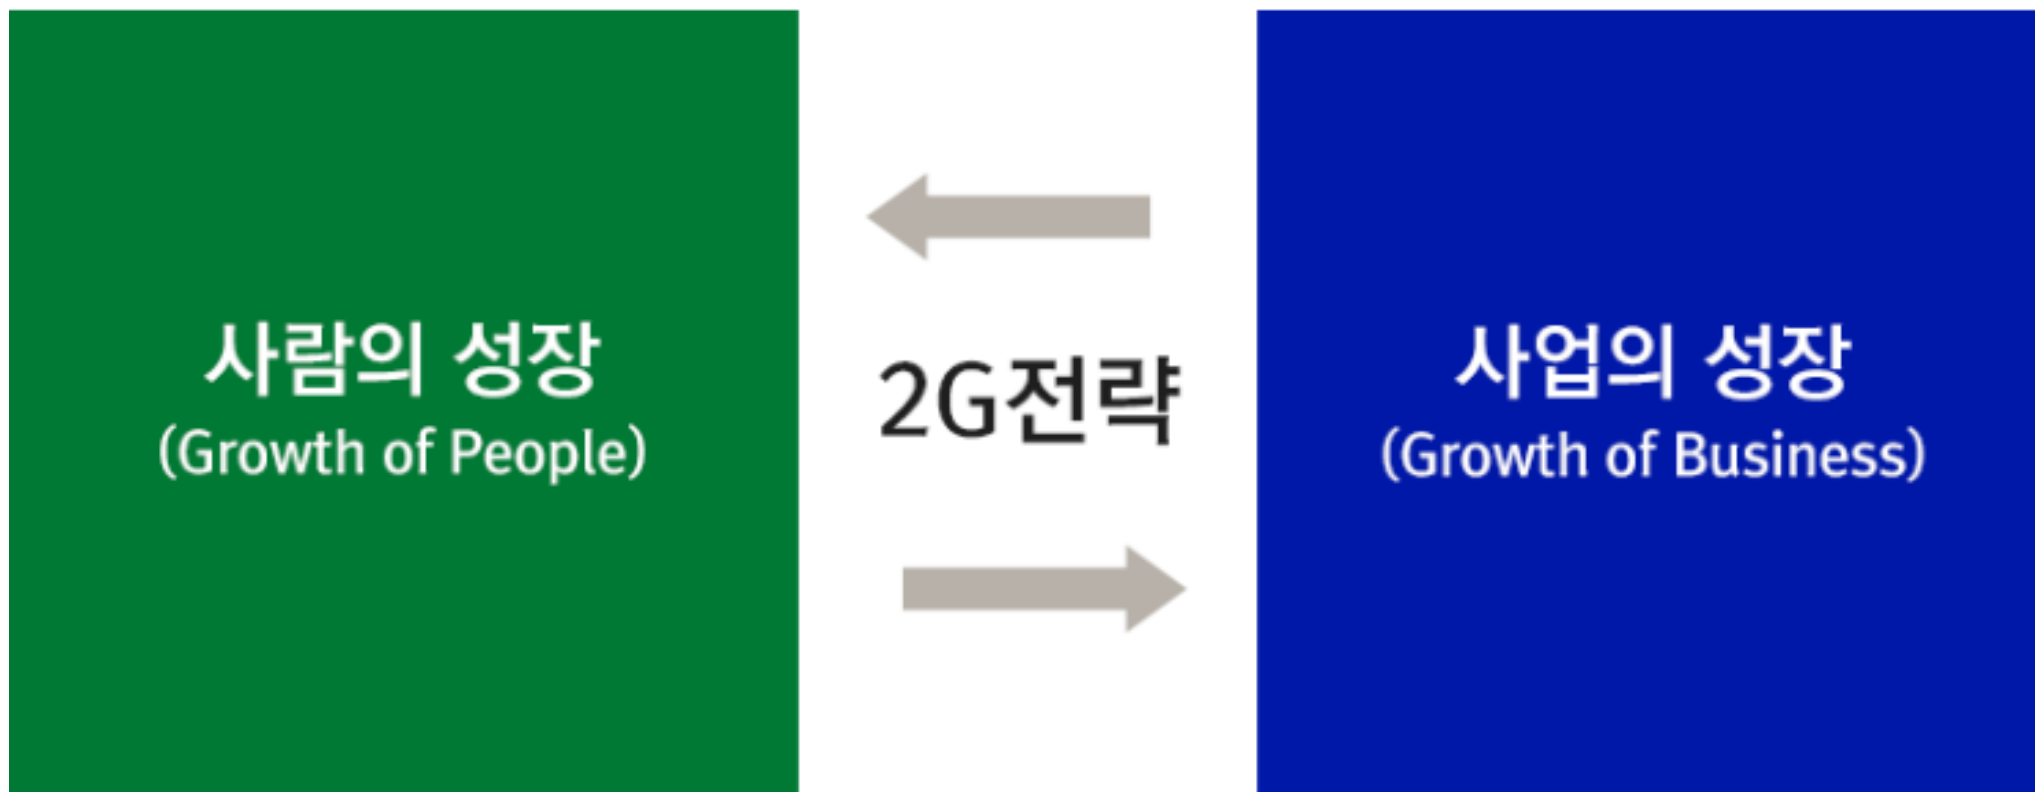 사람의 성장
(Growth of People)
2G전략
사업의 성장
(Growth of Business)